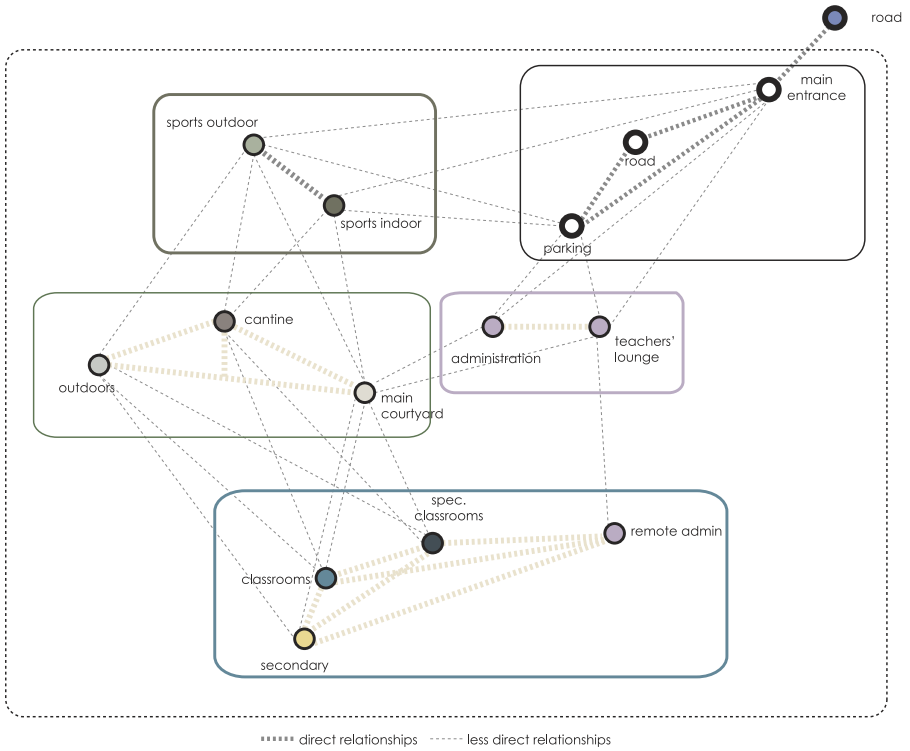 road
main
entrance
sports outdoor
road
sports indoor
parking
cantine
teachers'
lounge
administration
outdoors
main
courtyard
spec.
classrooms
remote admin
classrooms
secondary
direct relationships
less direct relationships